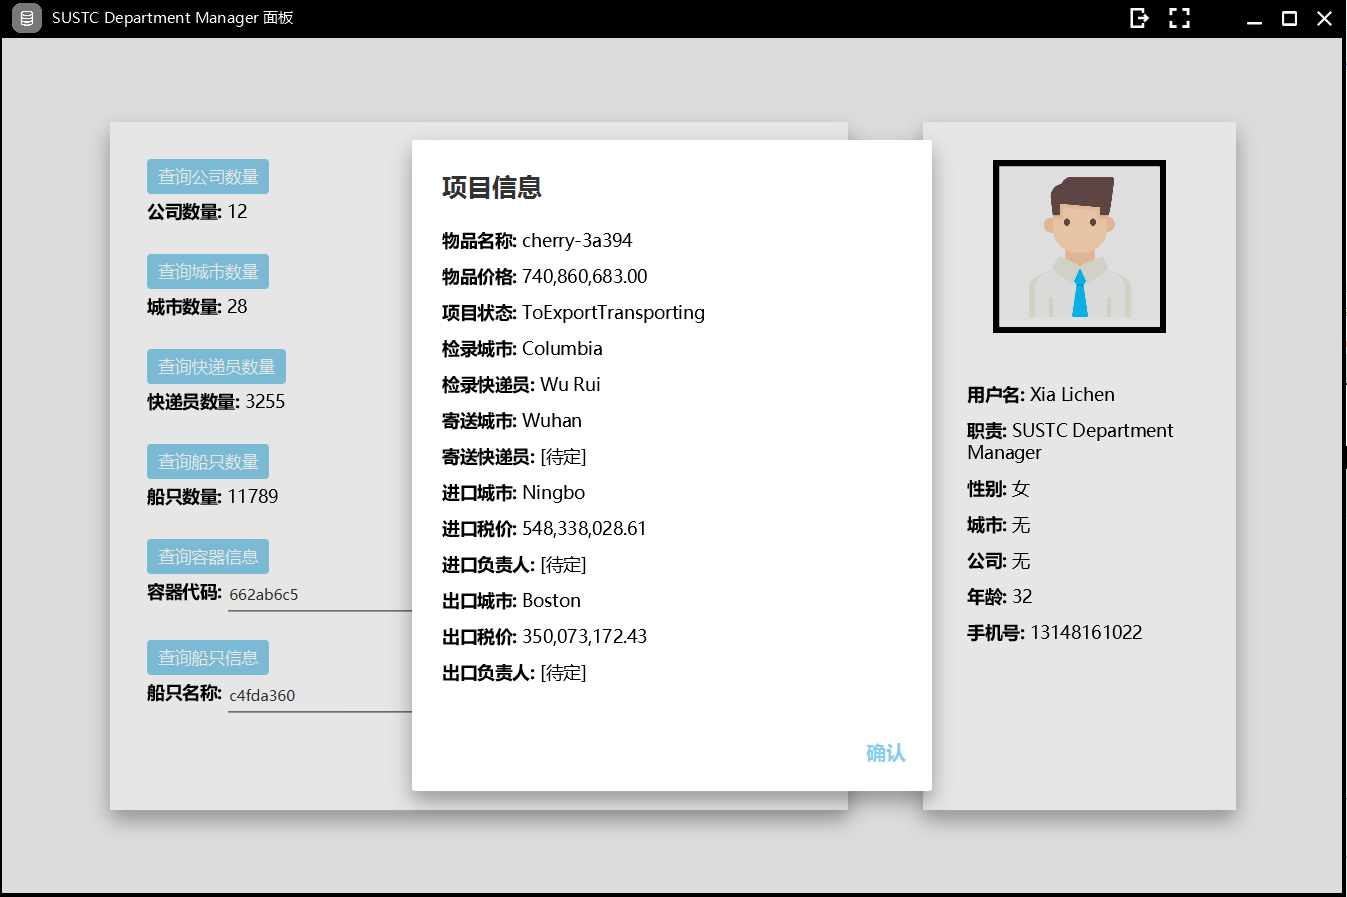 SUSTC Department Manager 面板
查询公司数量
公司数量: 12
查询城市数量
城市数量: 28
查询快递员数量
快递员数量: 3255
查询船只数量
船只数量: 11789
查询容器信息
容器代码: 662ab6c5
查询船只信息
船只名称: c4fda360
项目信息
物品名称: cherry-3a394
物品价格: 740,860,683.00
项目状态: ToExportTransporting
检录城市: Columbia
检录快递员: Wu Rui
寄送城市: Wuhan
寄送快递员: [待定]
进口城市: Ningbo
进口税价: 548,338,028.61
进口负责人: [待定]
出口城市: Boston
出口税价: 350,073,172.43
出口负责人: [待定]
确认
用户名: Xia Lichen
职责: SUSTC Department
Manager
性别: 女
城市: 无
公司: 无
年龄: 32
手机号: 13148161022